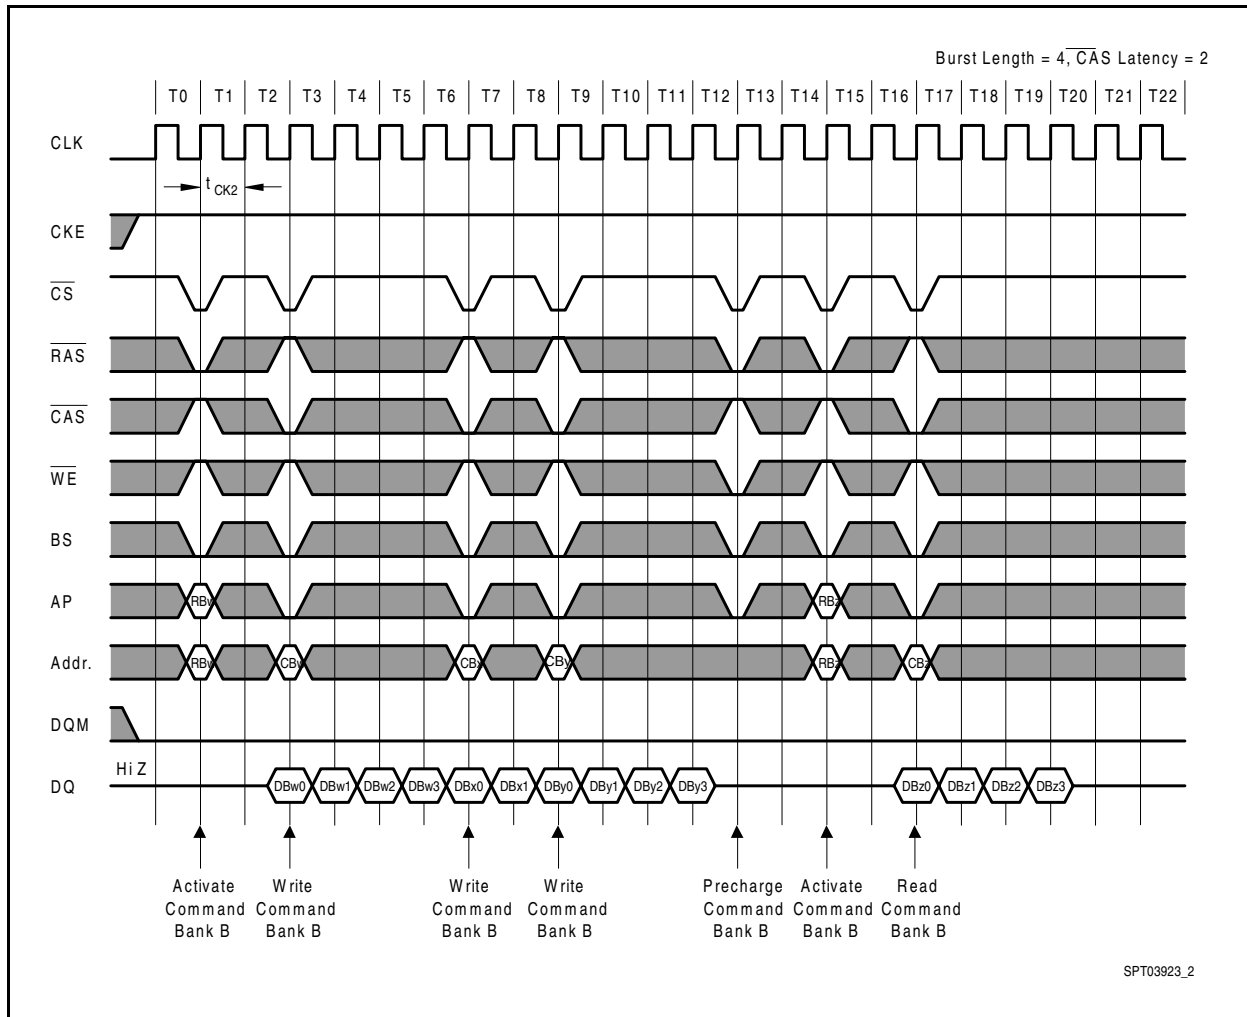 Burst Length = 4, CAS Latency = 2
T0 T1 T2 T3 T4 T5 T6 T7 T8 T9 T10 T11 T12 T13 T14 T15 T16 T17 T18 T19 T20 T21 T22
CLK
t CK2
CKE
CS
RAS
CAS
WE
BS
AP RBw RBz
Addr. RBw CBw CBx CBy RBz CBz
DQM
Hi Z
DQ DBw0 DBw1 DBw2 DBw3 DBx0 DBx1 DBy0 DBy1 DBy2 DBy3 DBz0 DBz1 DBz2 DBz3
Activate Write Write Write Precharge Activate Read
Command Command Command Command Command Command Command
Bank B Bank B Bank B Bank B Bank B Bank B Bank B
SPT03923_2